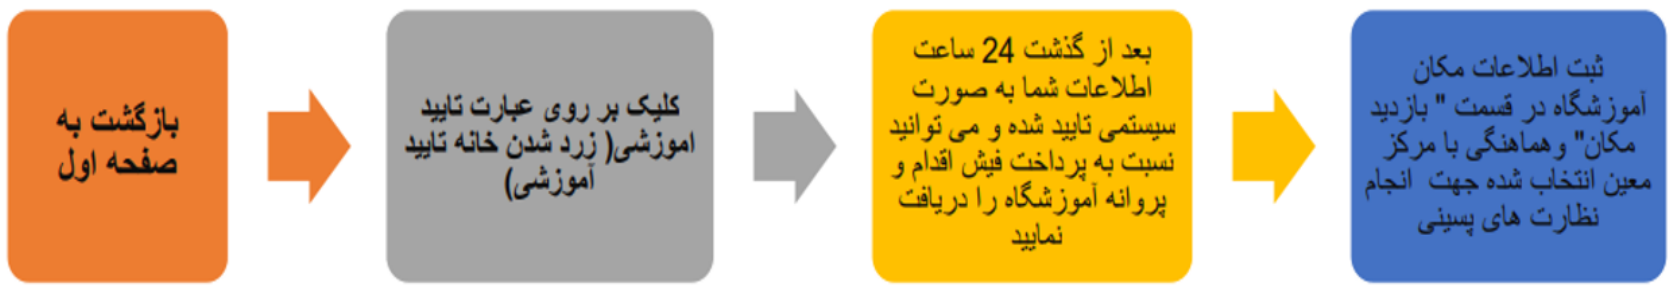 بازگشت به
صفحه اول
کلیک بر روی عبارت تایید
اموزشی( زرد شدن خانه تایید
آموزشی)
بعد از گذشت 24 ساعت
اطلاعات شما به صورت
سیستمی تایید شده و می توانید
نسبت به پرداخت فیش اقدام و
پروانه آموزشگاه را دریافت
نمایید
ثبت اطلاعات مکان
آموزشگاه در قسمت " بازدید
مکان" وهماهنگی با مرکز
معین انتخاب شده جهت انجام
نظارت های پسینی